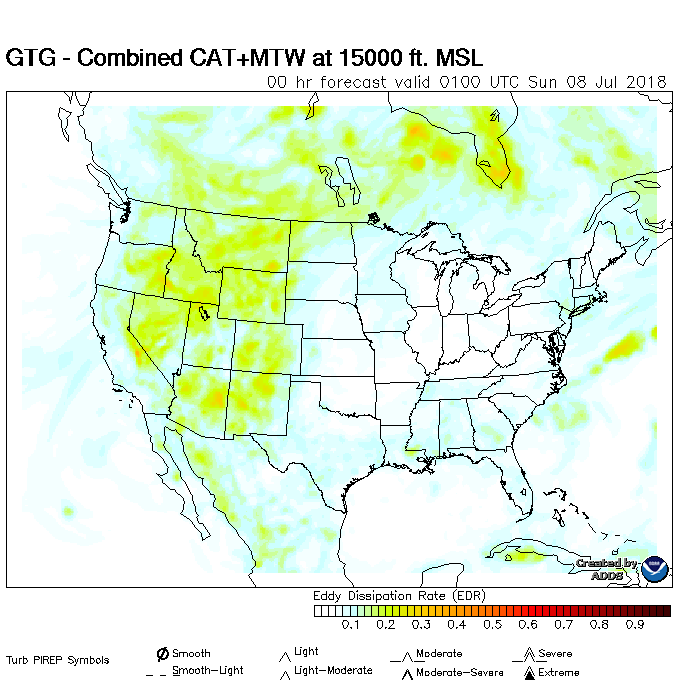 GTG - Combined CAT+MTW at 15000 ft. MSL
00 hr forecast valid 0100 UTC Sun 08 Jul 2018
Created by
ADDS
Eddy Dissipation Rate (EDR)
0.1 0.2 0.3 0.4 0.5 0.6 0.7 0.8 0.9
Turb PIREP Symbols
Smooth
Light
Moderate
Severe
Smooth-Light
Light-Moderate
Moderate-Severe
Extreme